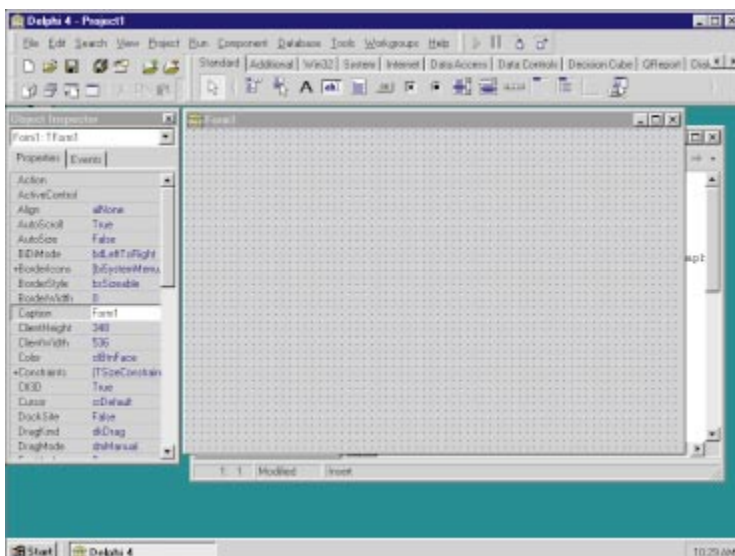 Delphi 4 - Project1
File Edit Search View Project Run Component Database Tools Workgroups Help
Standard Additional Win32 System Internet Data Access Data Controls Decision Cube QReport
Object Inspector
Form1: TForm1
Properties Events
Action
ActiveControl
Align alNone
AutoScroll True
AutoSize False
BiDiMode bdLeftToRight
+BorderIcons [biSystemMenu,
BorderStyle bsSizeable
BorderWidth 0
Caption Form1
ClientHeight 348
ClientWidth 536
Color clBtnFace
+Constraints (TSizeConstrain
Ctl3D True
Cursor crDefault
DockSite False
DragKind dkDrag
DragMode dmManual
Form1
1: 1 Modified Insert
Start Delphi 4 10:29 AM